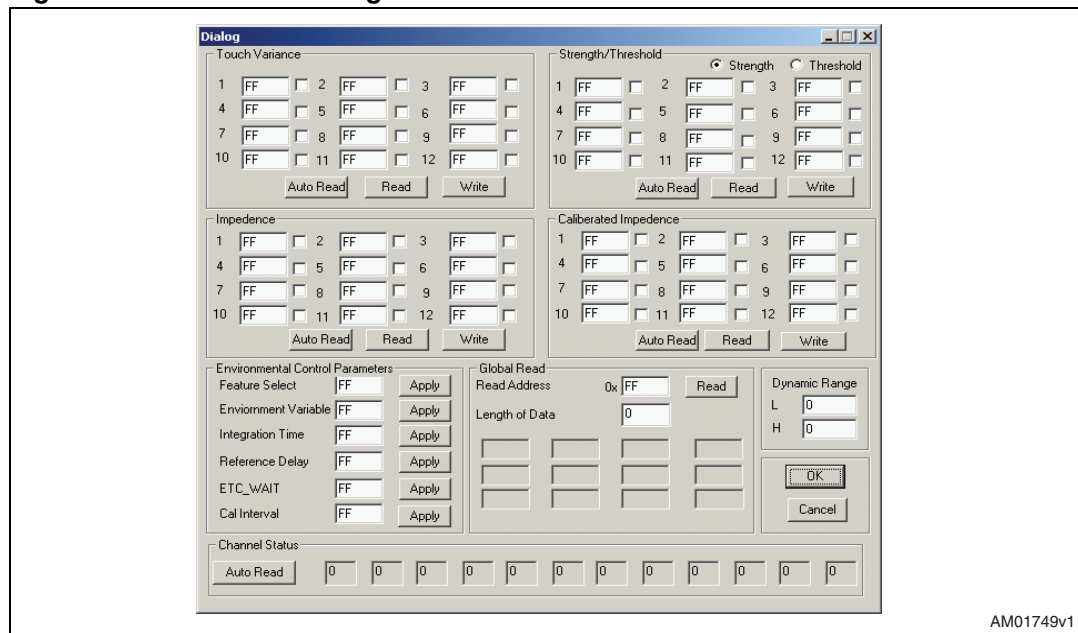 Dialog
Touch Variance
1 FF 2 FF 3 FF
4 FF 5 FF 6 FF
7 FF 8 FF 9 FF
10 FF 11 FF 12 FF
Auto Read Read Write
Strength/Threshold
Strength Threshold
1 FF 2 FF 3 FF
4 FF 5 FF 6 FF
7 FF 8 FF 9 FF
10 FF 11 FF 12 FF
Auto Read Read Write
Impedence
1 FF 2 FF 3 FF
4 FF 5 FF 6 FF
7 FF 8 FF 9 FF
10 FF 11 FF 12 FF
Auto Read Read Write
Caliberated Impedence
1 FF 2 FF 3 FF
4 FF 5 FF 6 FF
7 FF 8 FF 9 FF
10 FF 11 FF 12 FF
Auto Read Read Write
Environmental Control Parameters
Feature Select FF Apply
Enviornment Variable FF Apply
Integration Time FF Apply
Reference Delay FF Apply
ETC_WAIT FF Apply
Cal Interval FF Apply
Global Read
Read Address 0x FF Read
Length of Data 0
Dynamic Range
L 0
H 0
OK
Cancel
Channel Status
Auto Read 0 0 0 0 0 0 0 0 0 0 0 0
AM01749v1